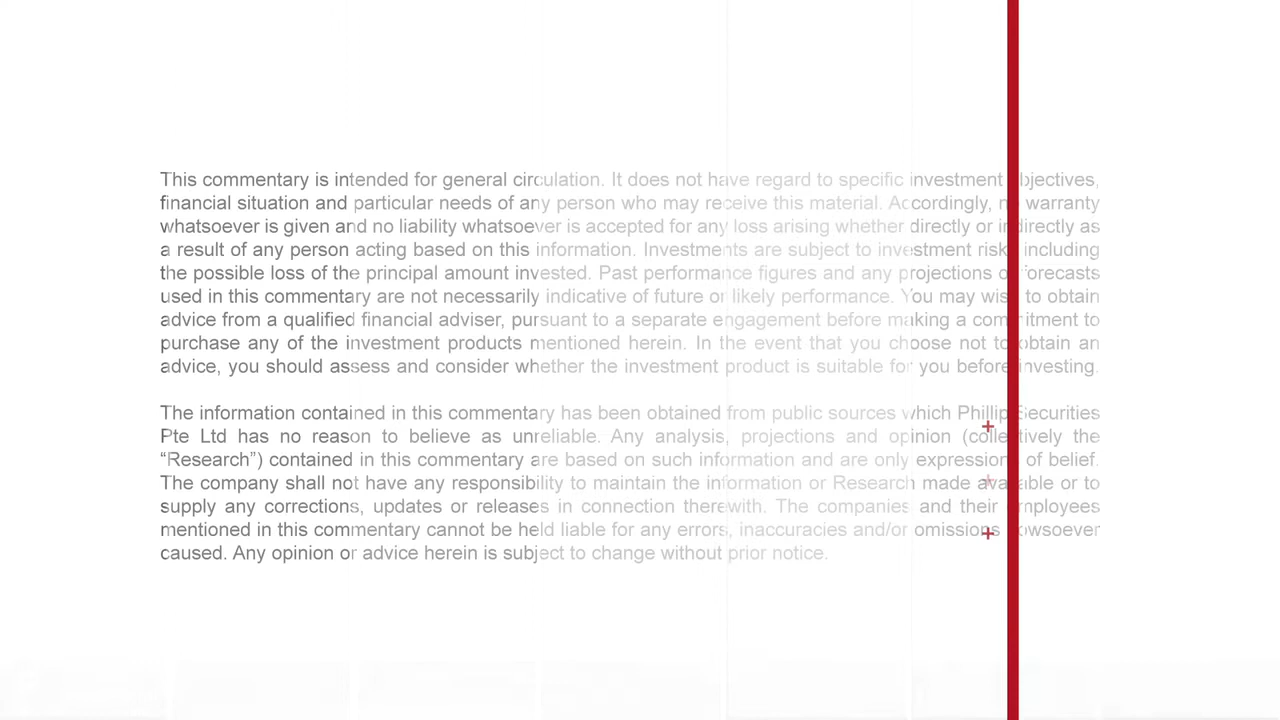 This commentary is intended for general circulation. It does not have regard to specific investment objectives,
financial situation and particular needs of any person who may receive this material. Accordingly, no warranty
whatsoever is given and no liability whatsoever is accepted for any loss arising whether directly or indirectly as
a result of any person acting based on this information. Investments are subject to investment risks including
the possible loss of the principal amount invested. Past performance figures and any projections or forecasts
used in this commentary are not necessarily indicative of future or likely performance. You may wish to obtain
advice from a qualified financial adviser, pursuant to a separate engagement before making a commitment to
purchase any of the investment products mentioned herein. In the event that you choose not to obtain an
advice, you should assess and consider whether the investment product is suitable for you before investing.
The information contained in this commentary has been obtained from public sources which Phillip Securities
Pte Ltd has no reason to believe as unreliable. Any analysis, projections and opinion (collectively the
“Research”) contained in this commentary are based on such information and are only expressions of belief.
The company shall not have any responsibility to maintain the information or Research made available or to
supply any corrections, updates or releases in connection therewith. The companies and their employees
mentioned in this commentary cannot be held liable for any errors, inaccuracies and/or omissions howsoever
caused. Any opinion or advice herein is subject to change without prior notice.